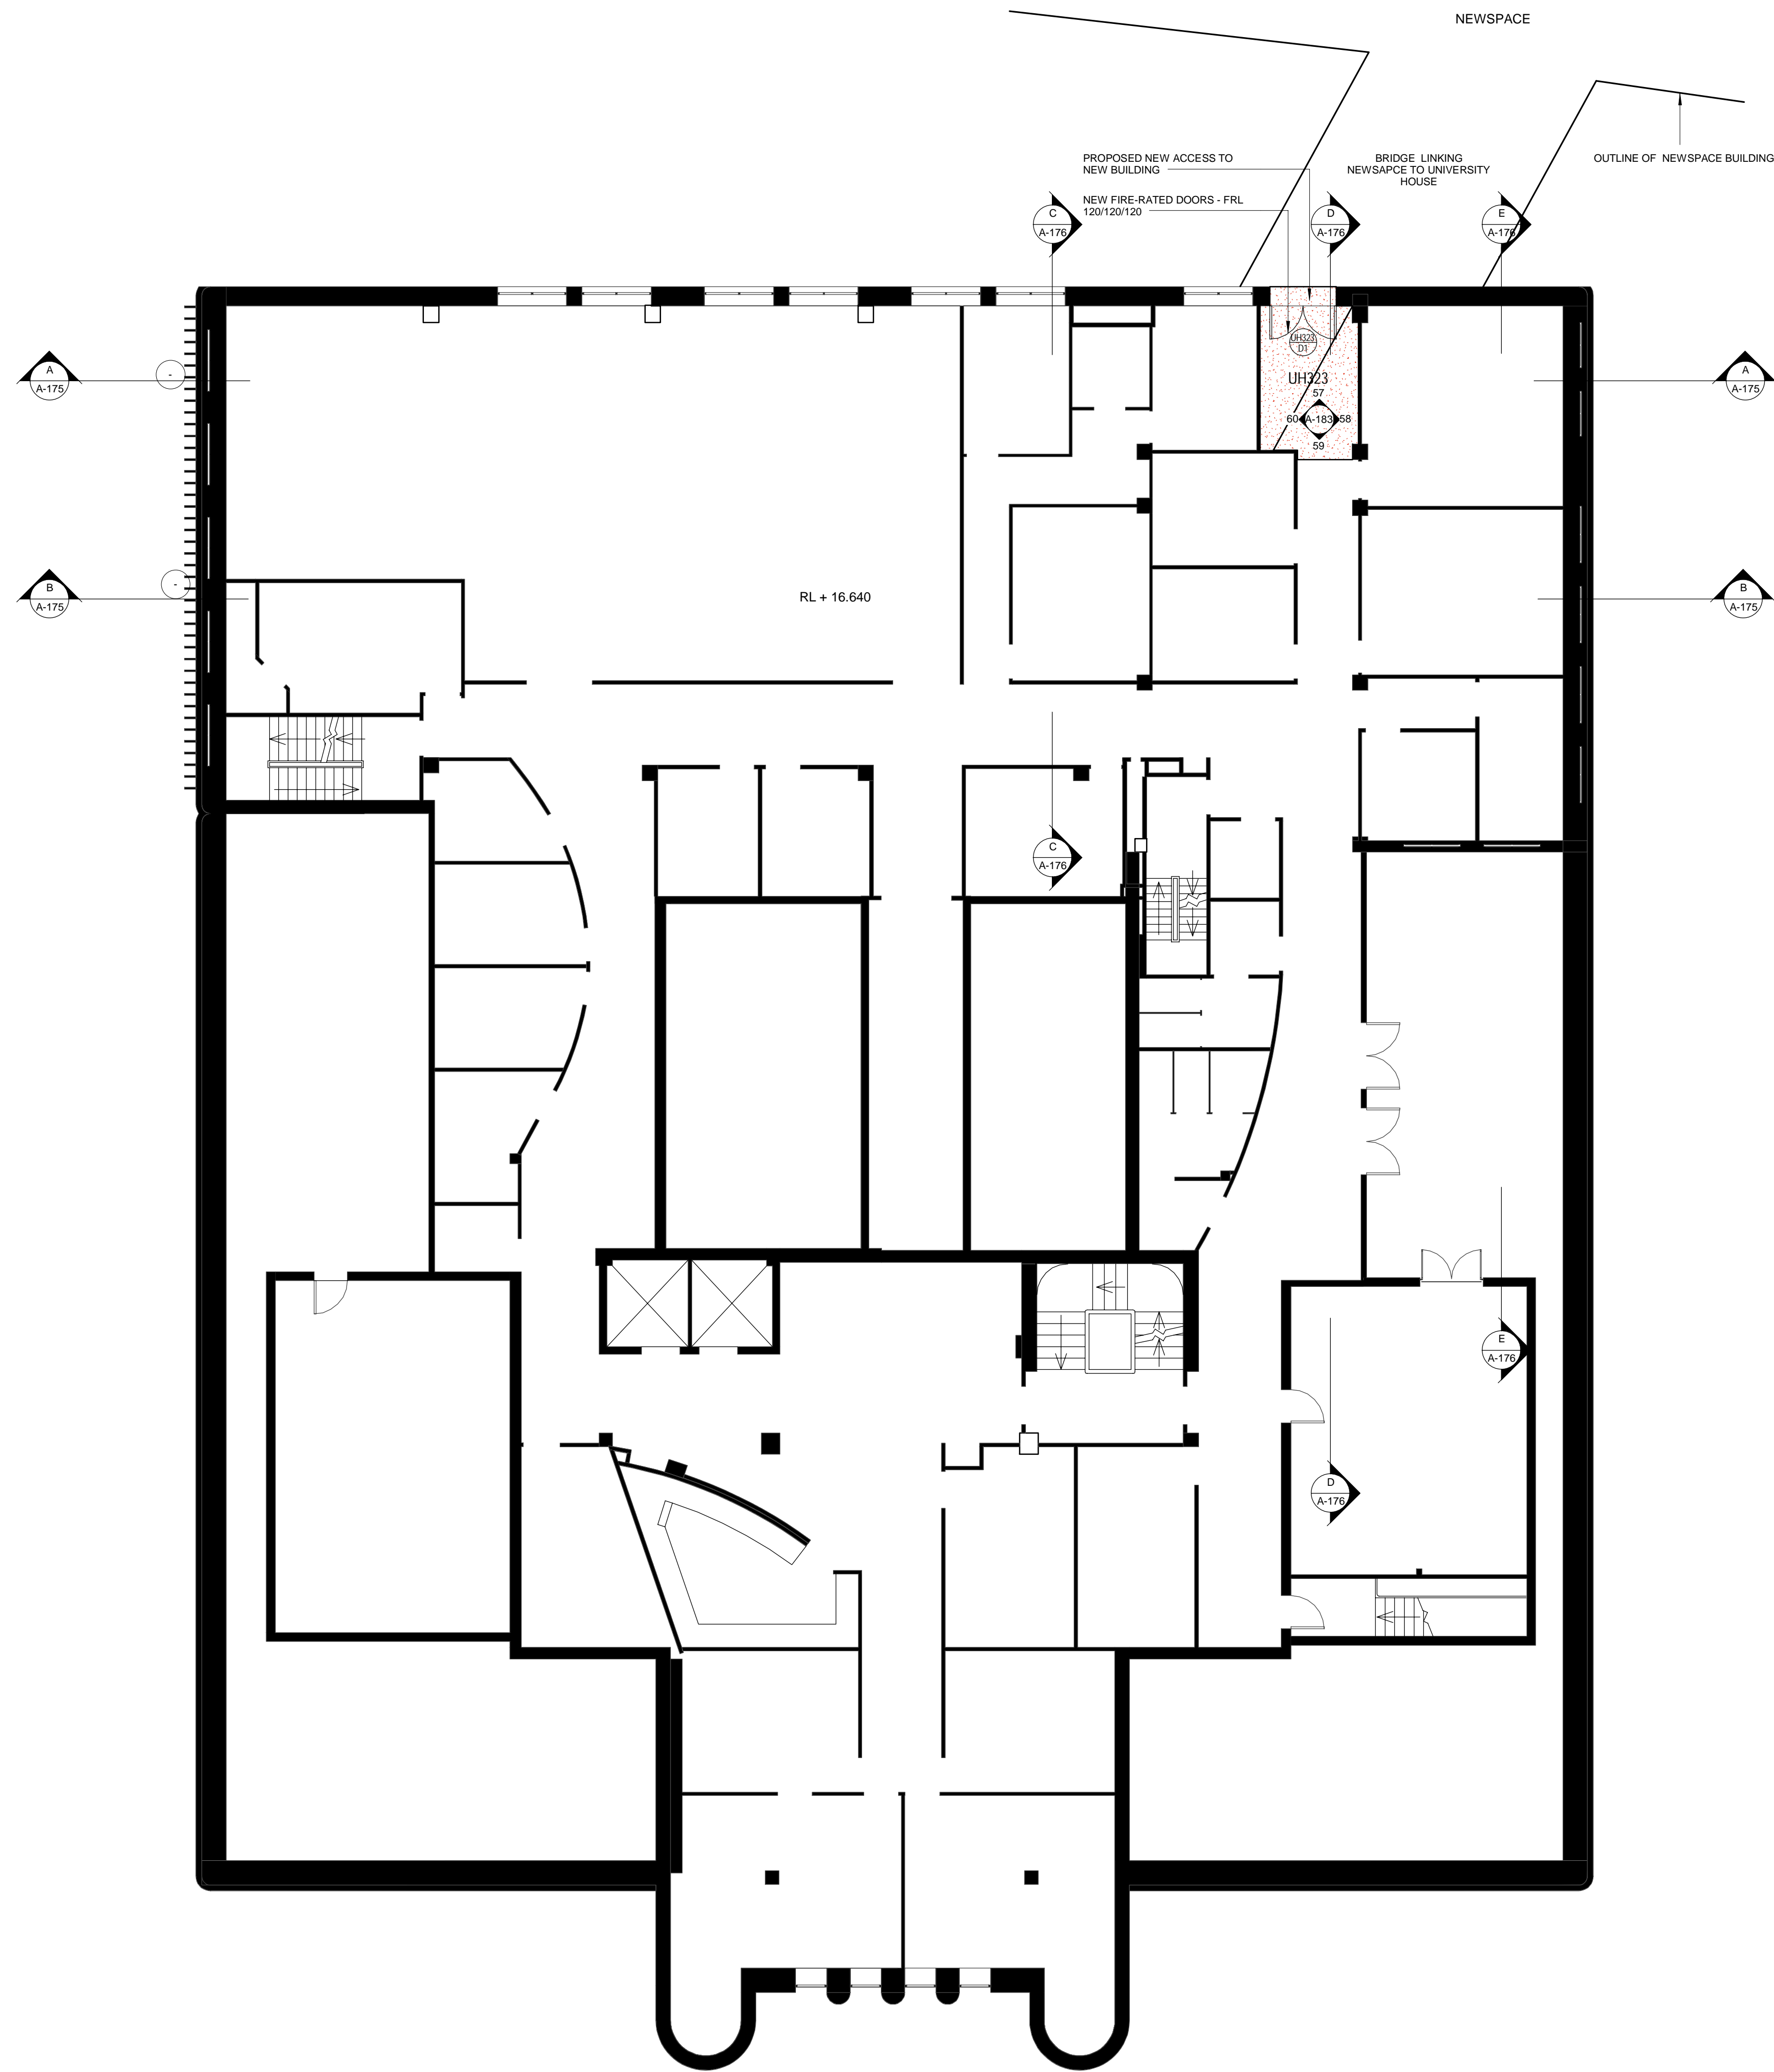 NEWSPACE
PROPOSED NEW ACCESS TO
NEW BUILDING
BRIDGE LINKING
NEWSAPCE TO UNIVERSITY
HOUSE
OUTLINE OF NEWSPACE BUILDING
NEW FIRE-RATED DOORS - FRL
120/120/120
C
A-176
D
A-176
E
A-176
UH323
D1
A
A-175
-
UH323
57
60
A-183
58
59
A
A-175
B
A-175
-
RL + 16.640
B
A-175
C
A-176
E
A-176
D
A-176